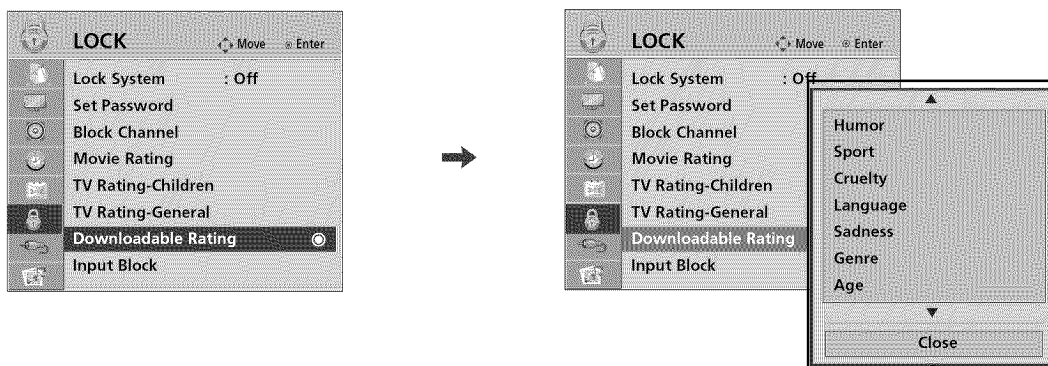 LOCK
Move
Enter
Lock System : Off
Set Password
Block Channel
Movie Rating
TV Rating-Children
TV Rating-General
Downloadable Rating
Input Block
LOCK
Move
Enter
Lock System : Off
Set Password
Block Channel
Movie Rating
TV Rating-Children
TV Rating-General
Downloadable Rating
Input Block
Humor
Sport
Cruelty
Language
Sadness
Genre
Age
Close